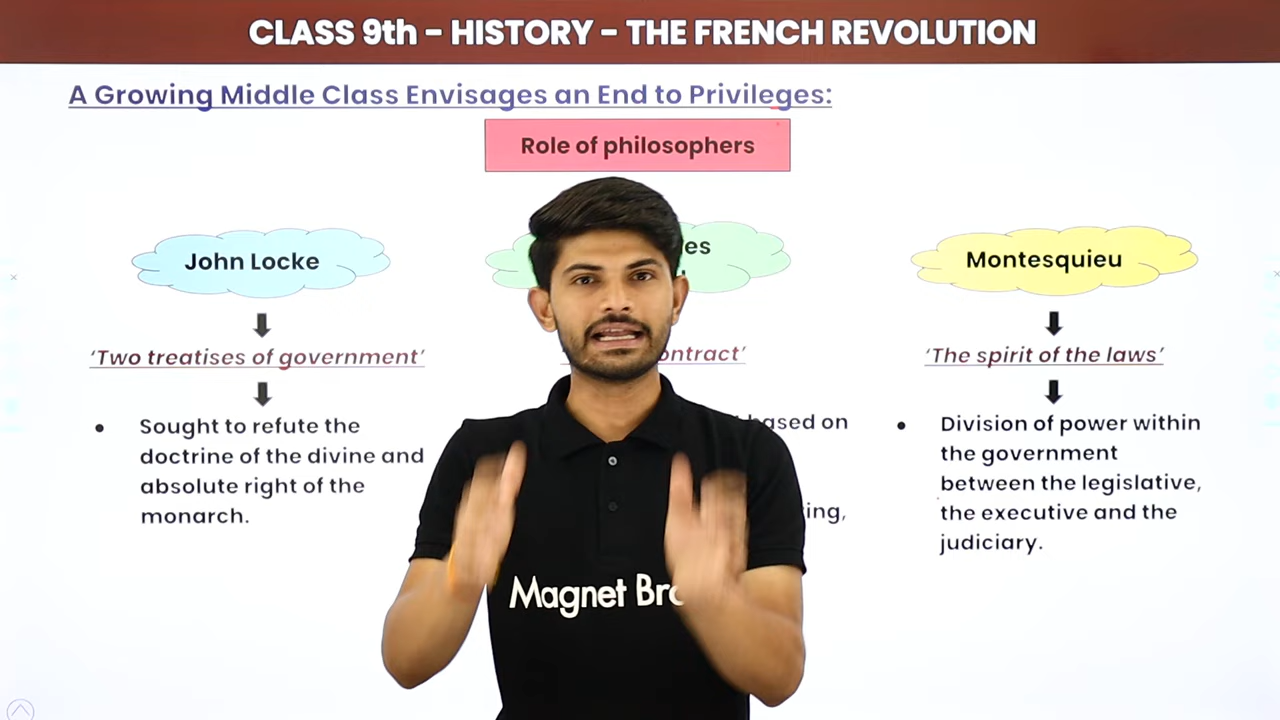 CLASS 9th – HISTORY – THE FRENCH REVOLUTION
A Growing Middle Class Envisages an End to Privileges:
Role of philosophers
John Locke
Montesquieu
‘Two treatises of government’
‘The spirit of the laws’
• Sought to refute the
doctrine of the divine and
absolute right of the
monarch.
based on
• Division of power within
the government
between the legislative,
the executive and the
judiciary.
Magnet